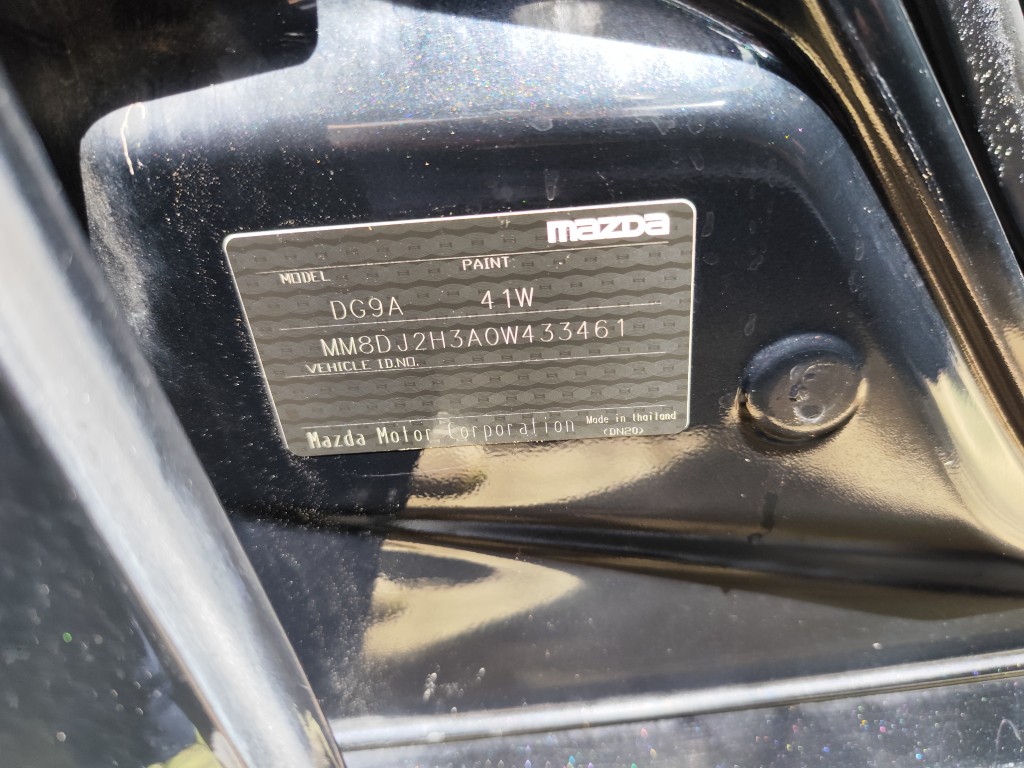 mazda
MODEL PAINT
DG9A 41W
MM8DJ2H3A0W433461
VEHICLE ID.NO.
Mazda Motor Corporation Made in Thailand
(DN20)